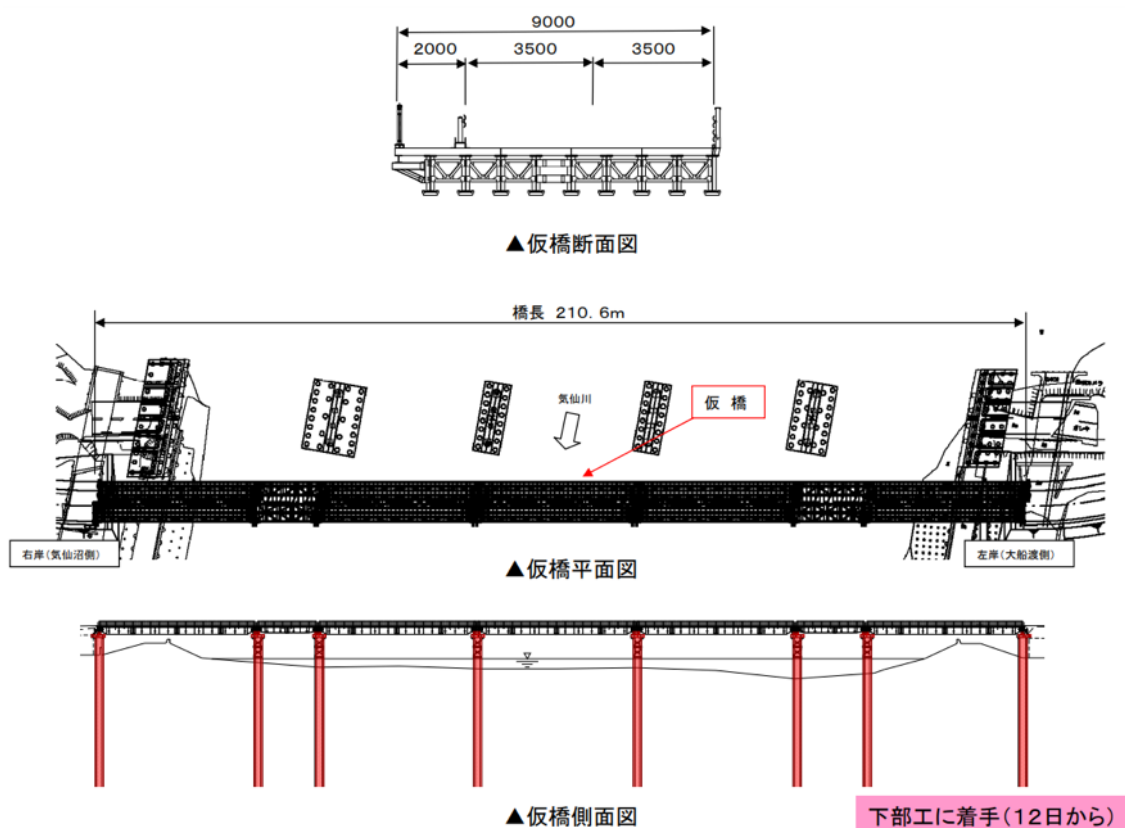 9000
2000 3500 3500
▲仮橋断面図
橋長 210.6m
気仙川
仮橋
右岸(気仙沼側)
左岸(大船渡側)
▲仮橋平面図
▲仮橋側面図
下部工に着手(12日から)